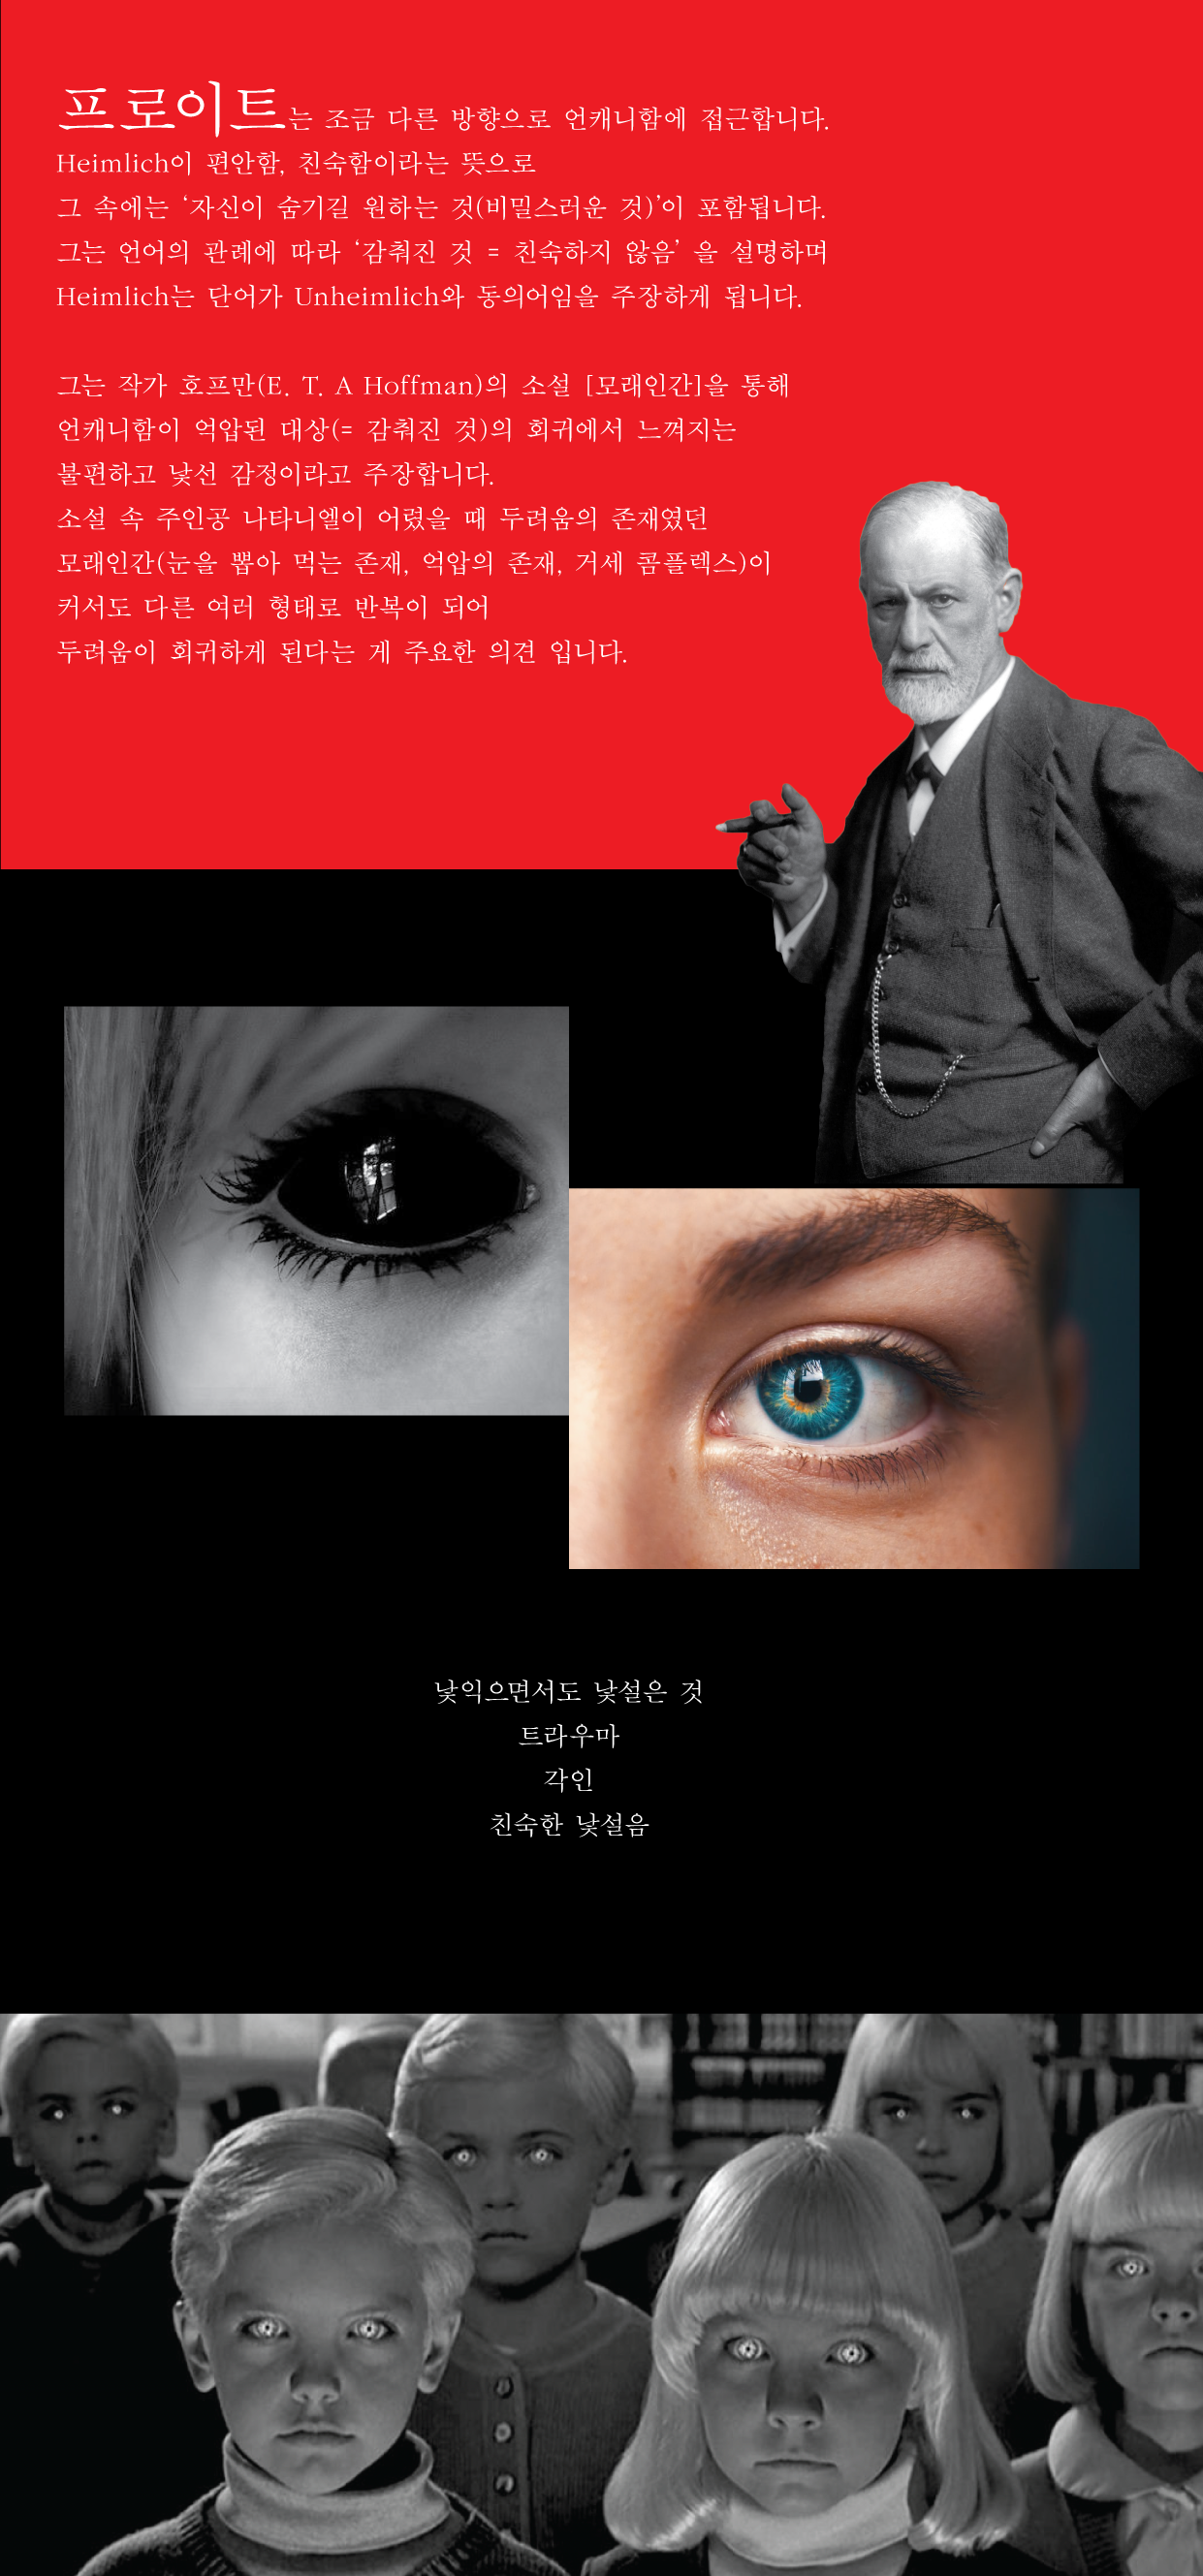 프로이트는 조금 다른 방향으로 언캐니함에 접근합니다.
Heimlich이 편안함, 친숙함이라는 뜻으로
그 속에는 ‘자신이 숨기길 원하는 것(비밀스러운 것)’이 포함됩니다.
그는 언어의 관례에 따라 ‘감춰진 것 = 친숙하지 않음’ 을 설명하며
Heimlich는 단어가 Unheimlich와 동의어임을 주장하게 됩니다.
그는 작가 호프만(E. T. A Hoffman)의 소설 [모래인간]을 통해
언캐니함이 억압된 대상(= 감춰진 것)의 회귀에서 느껴지는
불편하고 낯선 감정이라고 주장합니다.
소설 속 주인공 나타니엘이 어렸을 때 두려움의 존재였던
모래인간(눈을 뽑아 먹는 존재, 억압의 존재, 거세 콤플렉스)이
커서도 다른 여러 형태로 반복이 되어
두려움이 회귀하게 된다는 게 주요한 의견 입니다.
낯익으면서도 낯설은 것
트라우마
각인
친숙한 낯설음